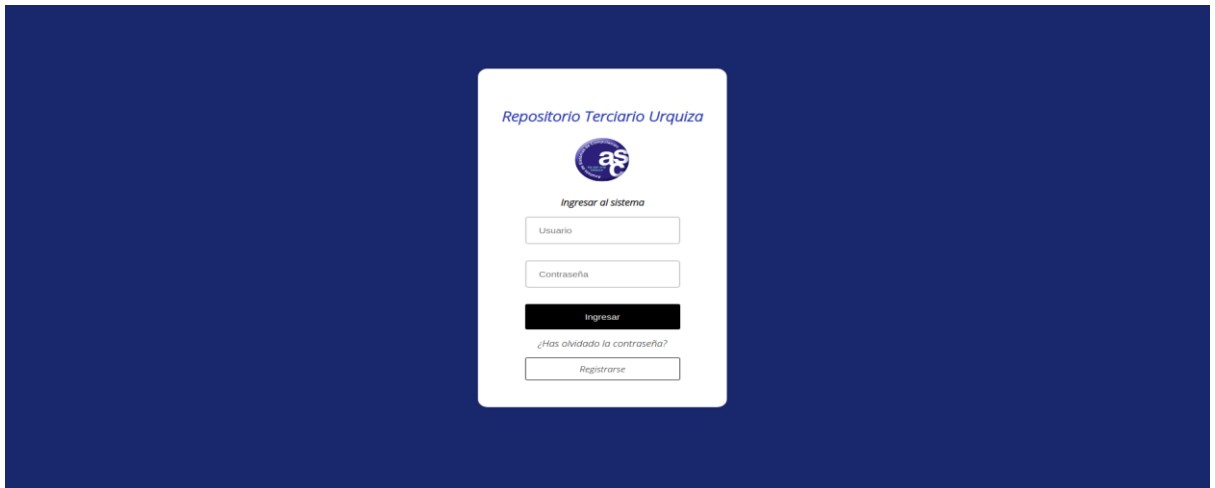 Repositorio Terciario Urquiza
asc
Ingresar al sistema
Usuario
Contraseña
Ingresar
¿Has olvidado la contraseña?
Registrarse